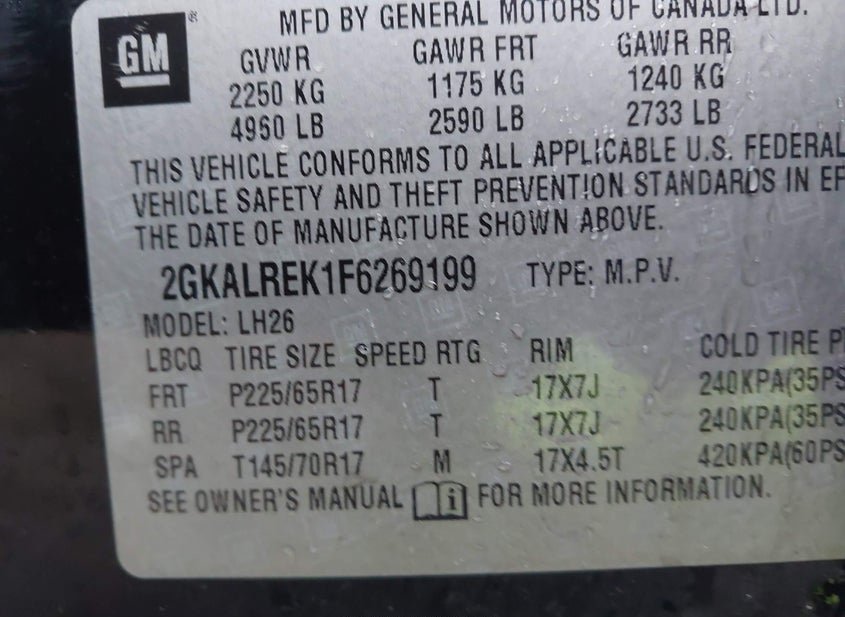 GM ®
MFD BY GENERAL MOTORS OF CANADA LTD.
GVWR GAWR FRT GAWR RR
2250 KG 1175 KG 1240 KG
4960 LB 2590 LB 2733 LB
THIS VEHICLE CONFORMS TO ALL APPLICABLE U.S. FEDERAL
VEHICLE SAFETY AND THEFT PREVENTION STANDARDS IN EF
THE DATE OF MANUFACTURE SHOWN ABOVE.
2GKALREK1F6269199 TYPE: M.P.V.
MODEL: LH26
LBCQ TIRE SIZE SPEED RTG RIM COLD TIRE P
FRT P225/65R17 T 17X7J 240KPA(35PS
RR P225/65R17 T 17X7J 240KPA(35PS
SPA T145/70R17 M 17X4.5T 420KPA(60PS
SEE OWNER'S MANUAL i FOR MORE INFORMATION.